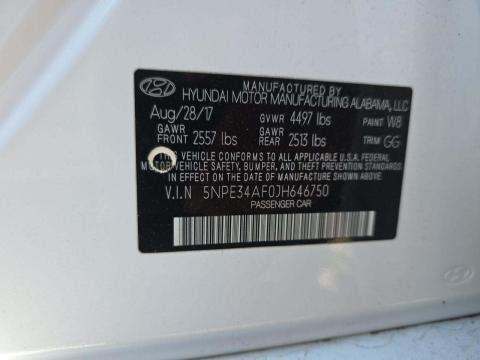 MANUFACTURED BY
HYUNDAI MOTOR MANUFACTURING ALABAMA, LLC
Aug/28/17 GVWR 4497 lbs PAINT W8
GAWR FRONT 2557 lbs GAWR REAR 2513 lbs TRIM GG
THIS VEHICLE CONFORMS TO ALL APPLICABLE U.S.A. FEDERAL
MOTOR VEHICLE SAFETY, BUMPER, AND THEFT PREVENTION STANDARDS
IN EFFECT ON THE DATE OF MANUFACTURE SHOWN ABOVE.
V.I.N 5NPE34AF0JH646750
PASSENGER CAR